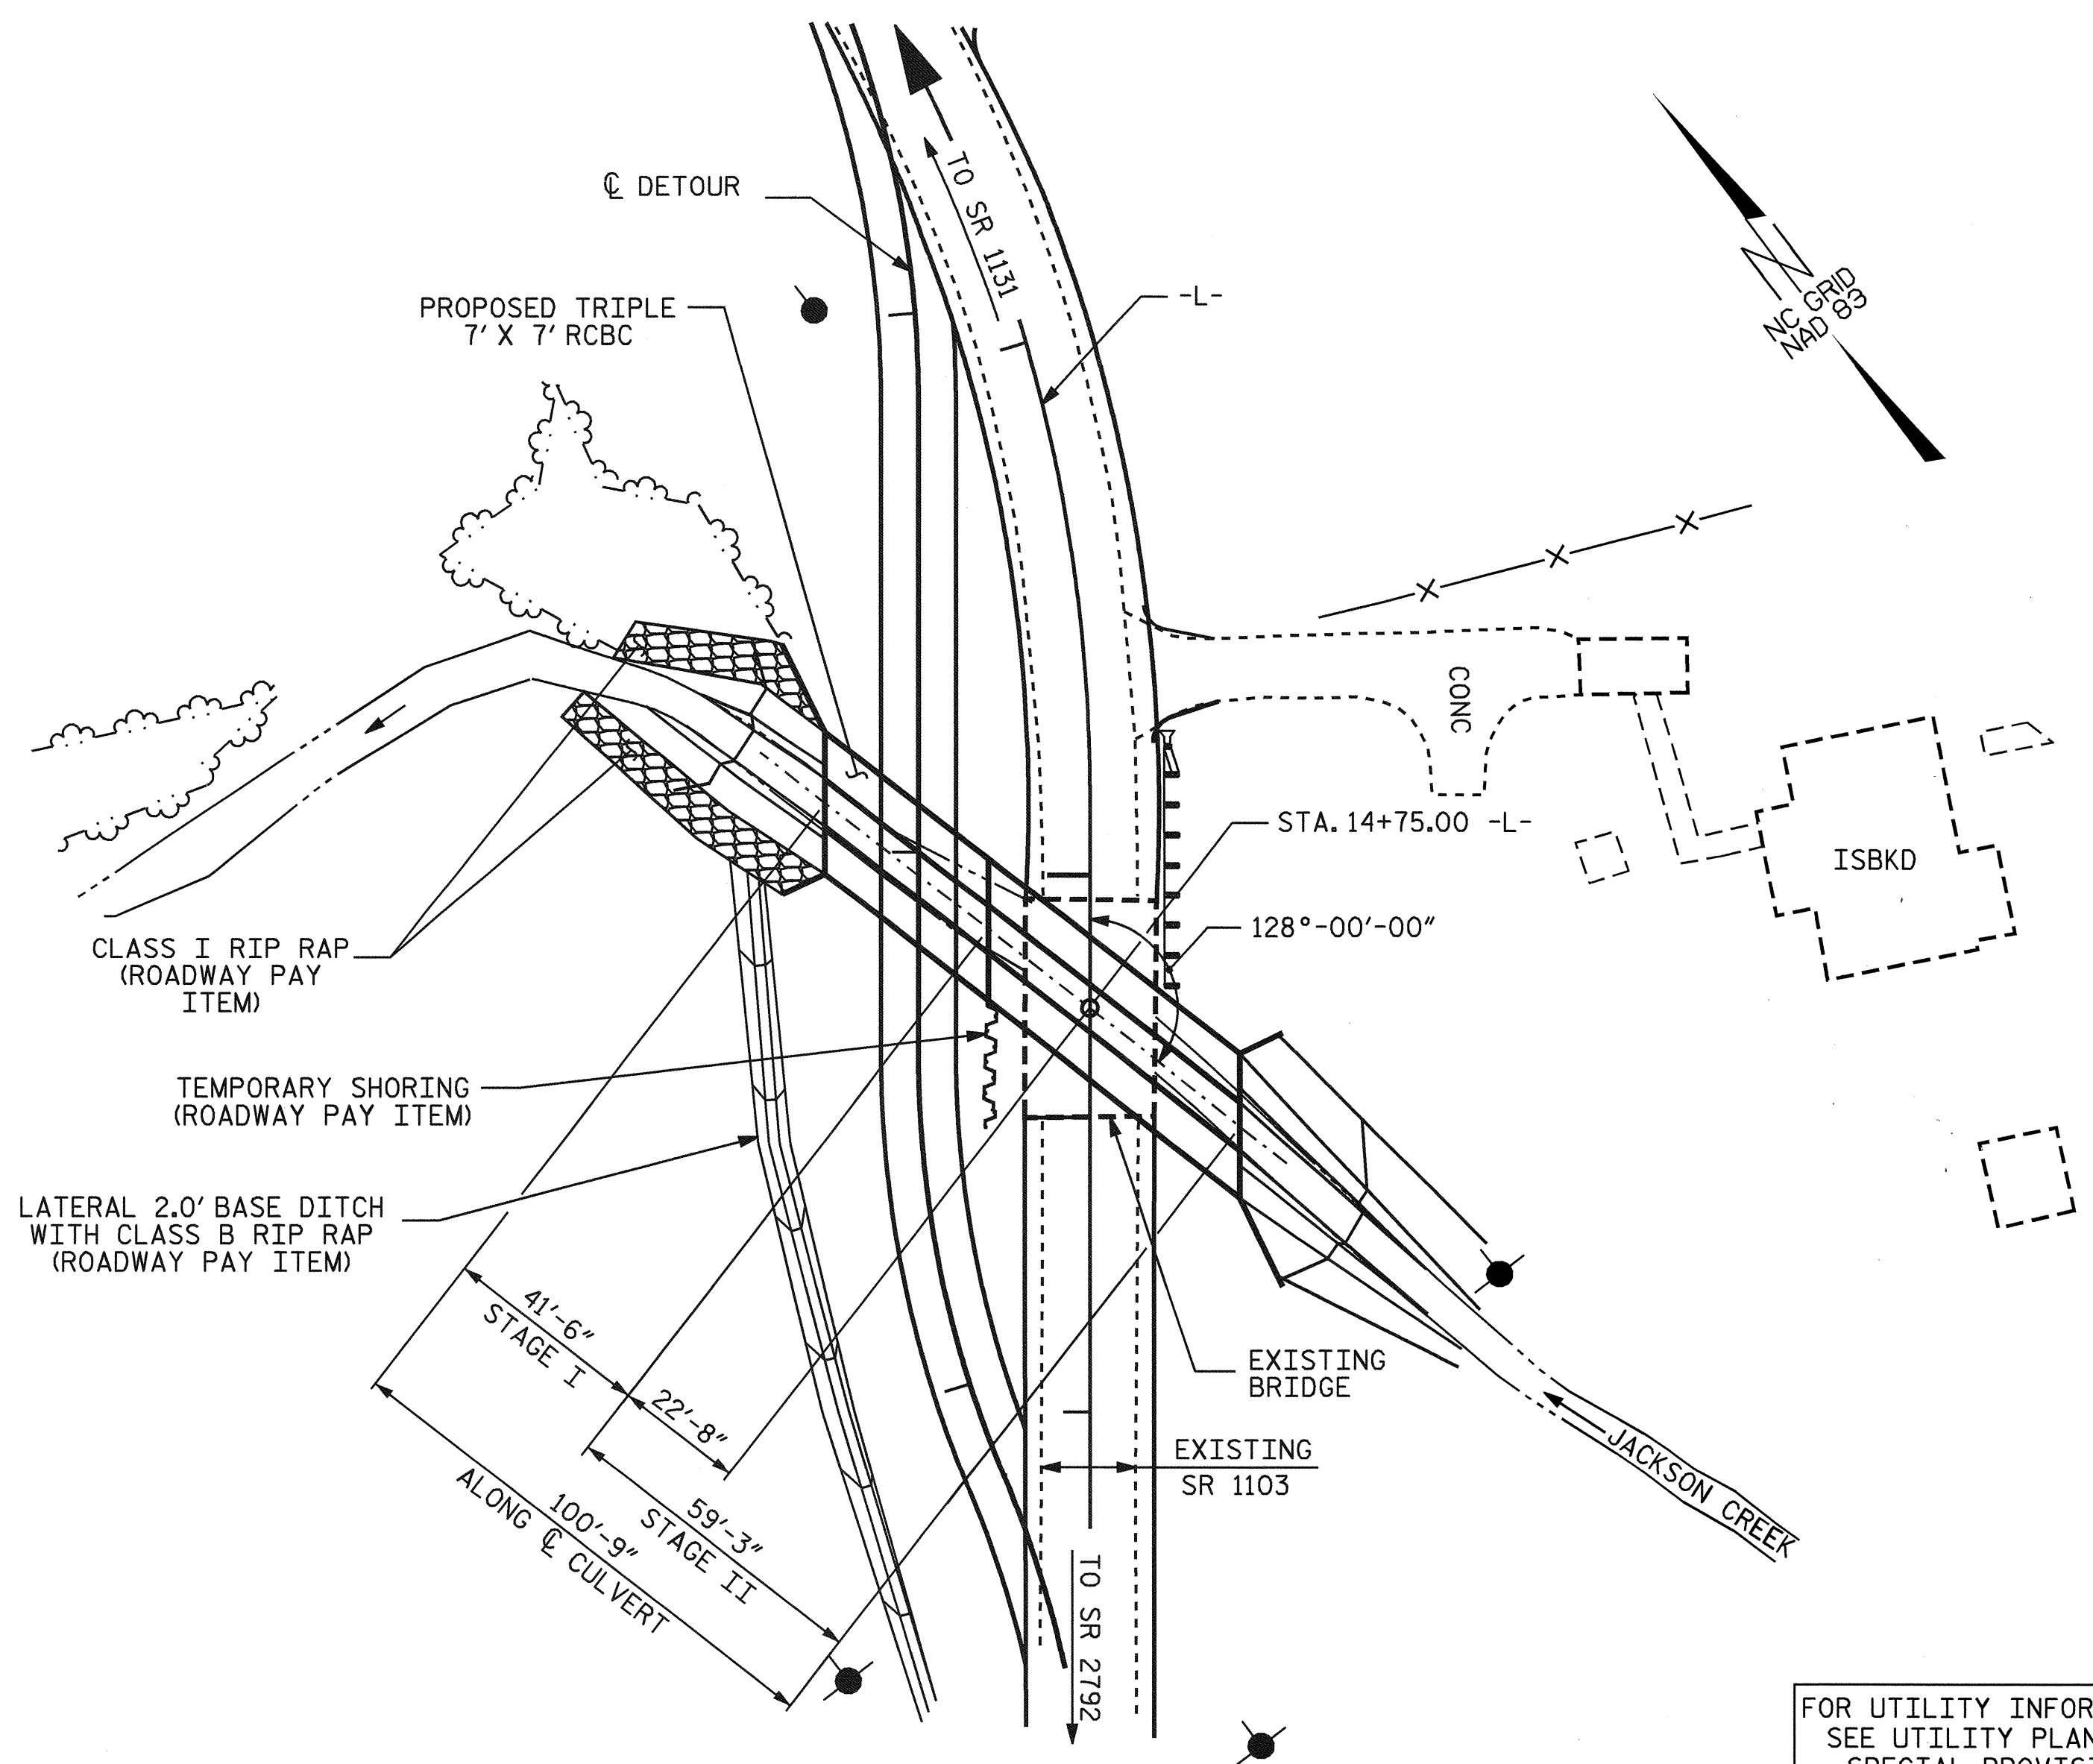 ℄ DETOUR
TO SR 1131
-L-
PROPOSED TRIPLE
7' X 7' RCBC
NC GRID
NAD 83
CONC
STA. 14+75.00 -L-
ISBKD
128°-00'-00"
CLASS I RIP RAP
(ROADWAY PAY
ITEM)
TEMPORARY SHORING
(ROADWAY PAY ITEM)
LATERAL 2.0' BASE DITCH
WITH CLASS B RIP RAP
(ROADWAY PAY ITEM)
41'-6"
STAGE I
22'-8"
59'-3"
STAGE II
100'-9"
ALONG ℄ CULVERT
EXISTING
BRIDGE
EXISTING
SR 1103
JACKSON CREEK
TO SR 2792
FOR UTILITY INFOR
SEE UTILITY PLAN